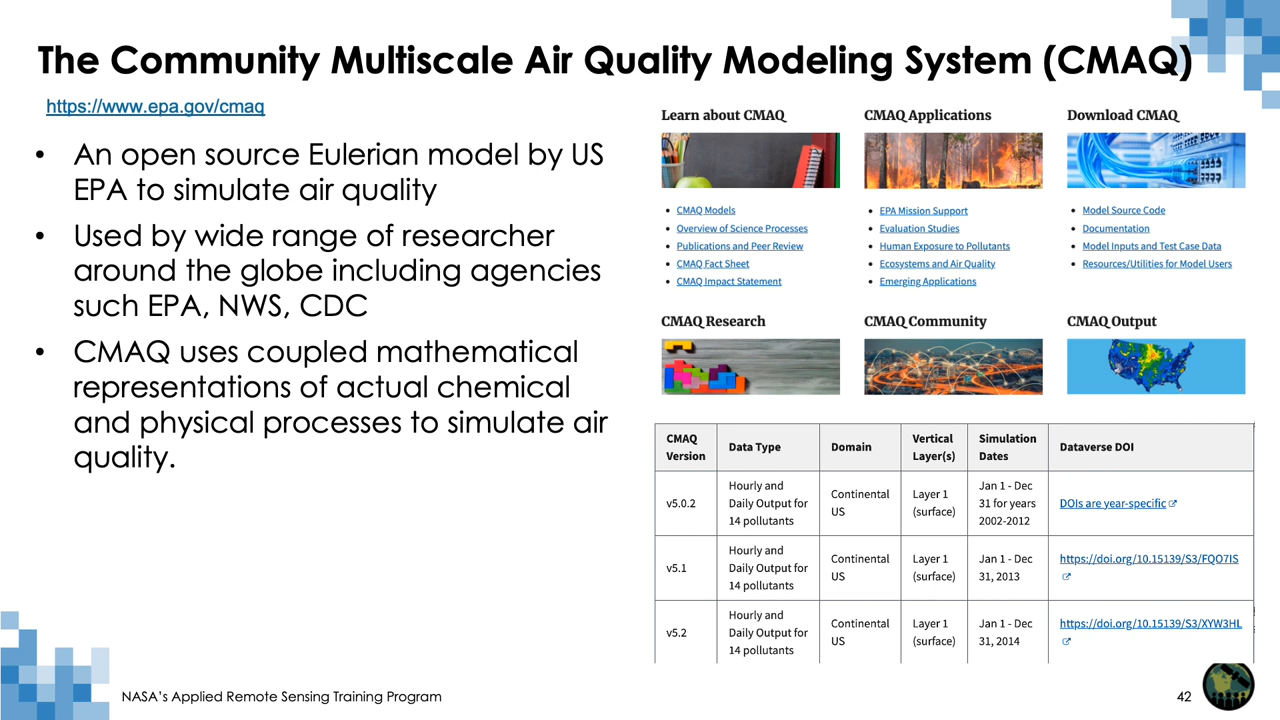 The Community Multiscale Air Quality Modeling System (CMAQ)
https://www.epa.gov/cmaq
• An open source Eulerian model by US
EPA to simulate air quality
• Used by wide range of researcher
around the globe including agencies
such EPA, NWS, CDC
• CMAQ uses coupled mathematical
representations of actual chemical
and physical processes to simulate air
quality.
Learn about CMAQ
• CMAQ Models
• Overview of Science Processes
• Publications and Peer Review
• CMAQ Fact Sheet
• CMAQ Impact Statement
CMAQ Applications
• EPA Mission Support
• Evaluation Studies
• Human Exposure to Pollutants
• Ecosystems and Air Quality
• Emerging Applications
Download CMAQ
• Model Source Code
• Documentation
• Model Inputs and Test Case Data
• Resources/Utilities for Model Users
CMAQ Research
CMAQ Community
CMAQ Output
CMAQ
Version
Data Type
Domain
Vertical
Layer(s)
Simulation
Dates
Dataverse DOI
v5.0.2
Hourly and
Daily Output for
14 pollutants
Continental
US
Layer 1
(surface)
Jan 1 - Dec
31 for years
2002-2012
DOIs are year-specific
v5.1
Hourly and
Daily Output for
14 pollutants
Continental
US
Layer 1
(surface)
Jan 1 - Dec
31, 2013
https://doi.org/10.15139/S3/FQO7IS
v5.2
Hourly and
Daily Output for
14 pollutants
Continental
US
Layer 1
(surface)
Jan 1 - Dec
31, 2014
https://doi.org/10.15139/S3/XYW3HL
NASA's Applied Remote Sensing Training Program
42